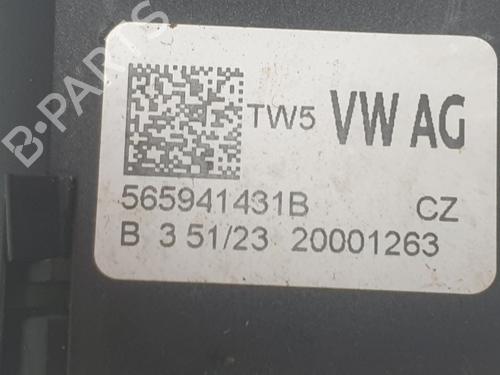 B-PARTS
TW5 VW AG
565941431B CZ
B 3 51/23 20001263